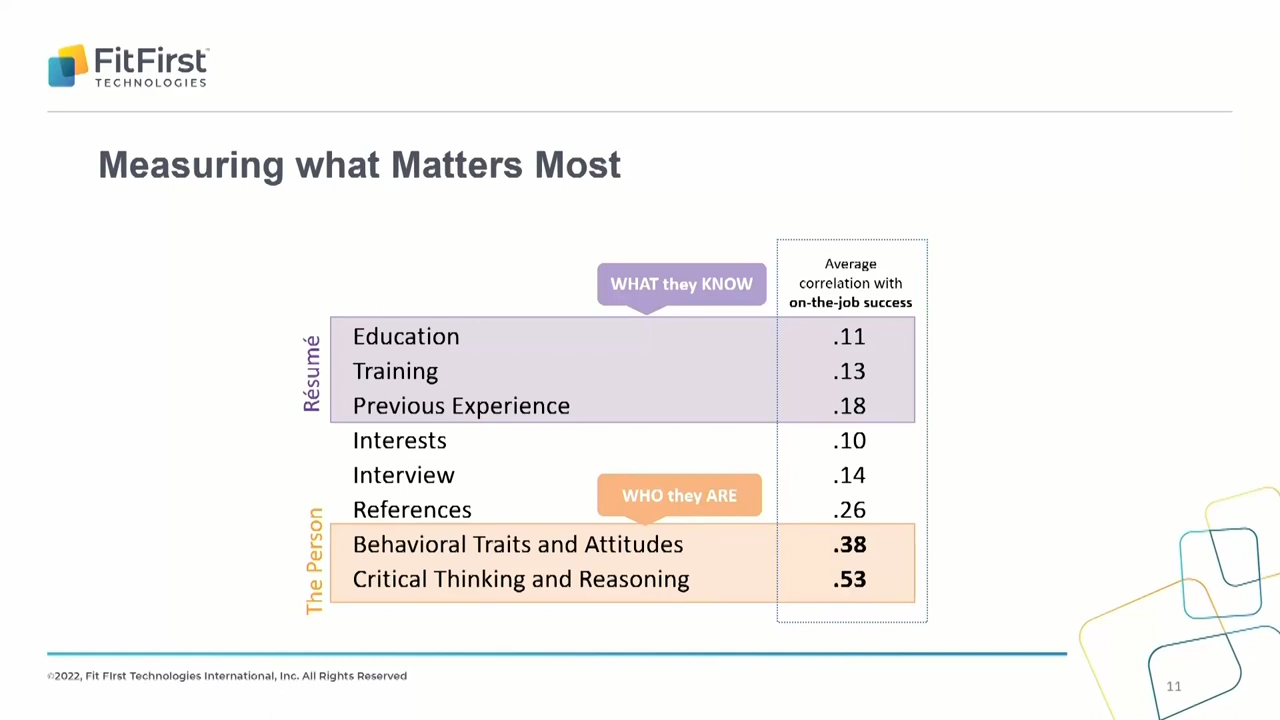 FitFirst™
TECHNOLOGIES
Measuring what Matters Most
WHAT they KNOW
Average
correlation with
on-the-job success
Résumé
Education .11
Training .13
Previous Experience .18
Interests .10
Interview .14
WHO they ARE
References .26
The Person
Behavioral Traits and Attitudes .38
Critical Thinking and Reasoning .53
©2022, Fit FIrst Technologies International, Inc. All Rights Reserved
11